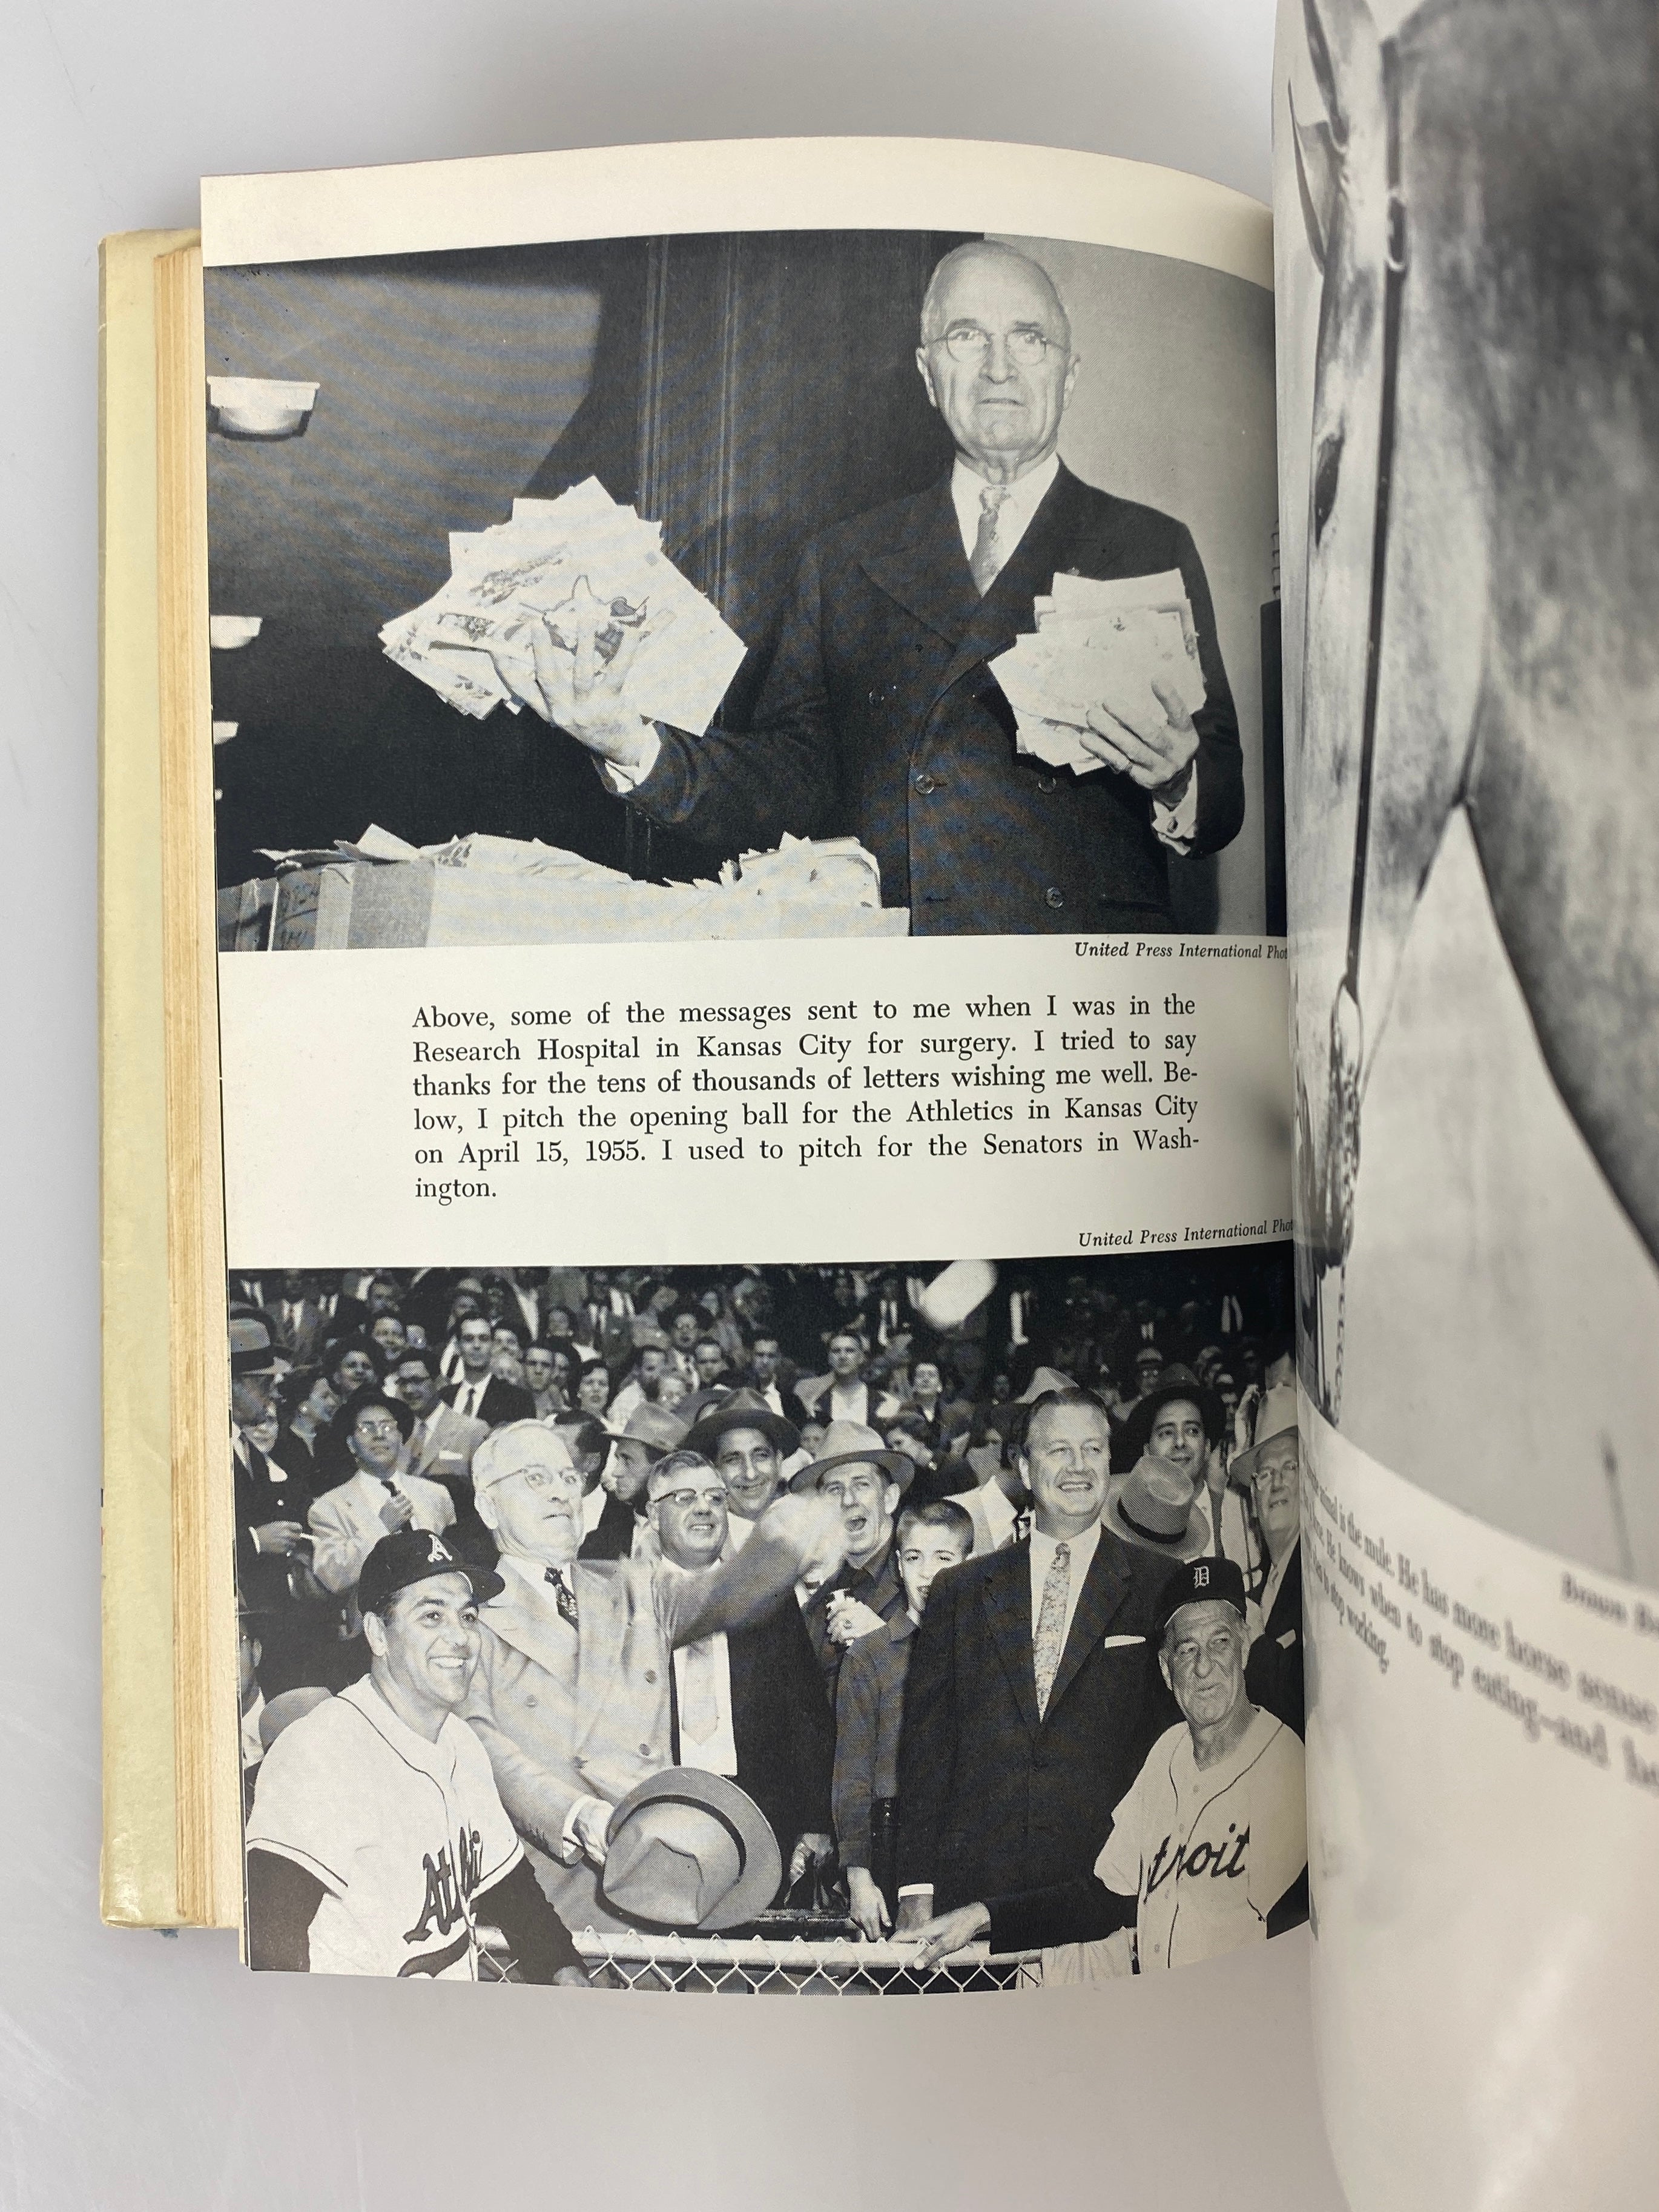 United Press International Phot
Above, some of the messages sent to me when I was in the
Research Hospital in Kansas City for surgery. I tried to say
thanks for the tens of thousands of letters wishing me well. Be-
low, I pitch the opening ball for the Athletics in Kansas City
on April 15, 1955. I used to pitch for the Senators in Wash-
ington.
United Press International Phot
A
D
Athl
troit
in the mule. He has more horse sense
He knows when to stop eating—and
to stop working.